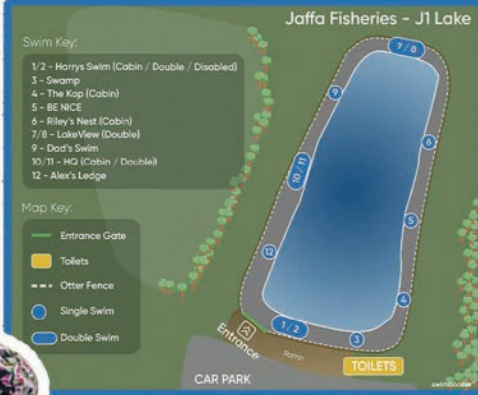 Jaffa Fisheries - J1 Lake
Swim Key:
1/2 - Harrys Swim (Cabin / Double / Disabled)
3 - Swamp
4 - The Kop (Cabin)
5 - BE NICE
6 - Riley's Nest (Cabin)
7/8 - LakeView (Double)
9 - Dad's Swim
10/11 - HQ (Cabin / Double)
12 - Alex's Ledge
Map Key:
Entrance Gate
Toilets
Otter Fence
Single Swim
Double Swim
7 / 8
9
6
10 / 11
5
12
4
1 / 2
3
Entrance
Ramp
TOILETS
CAR PARK